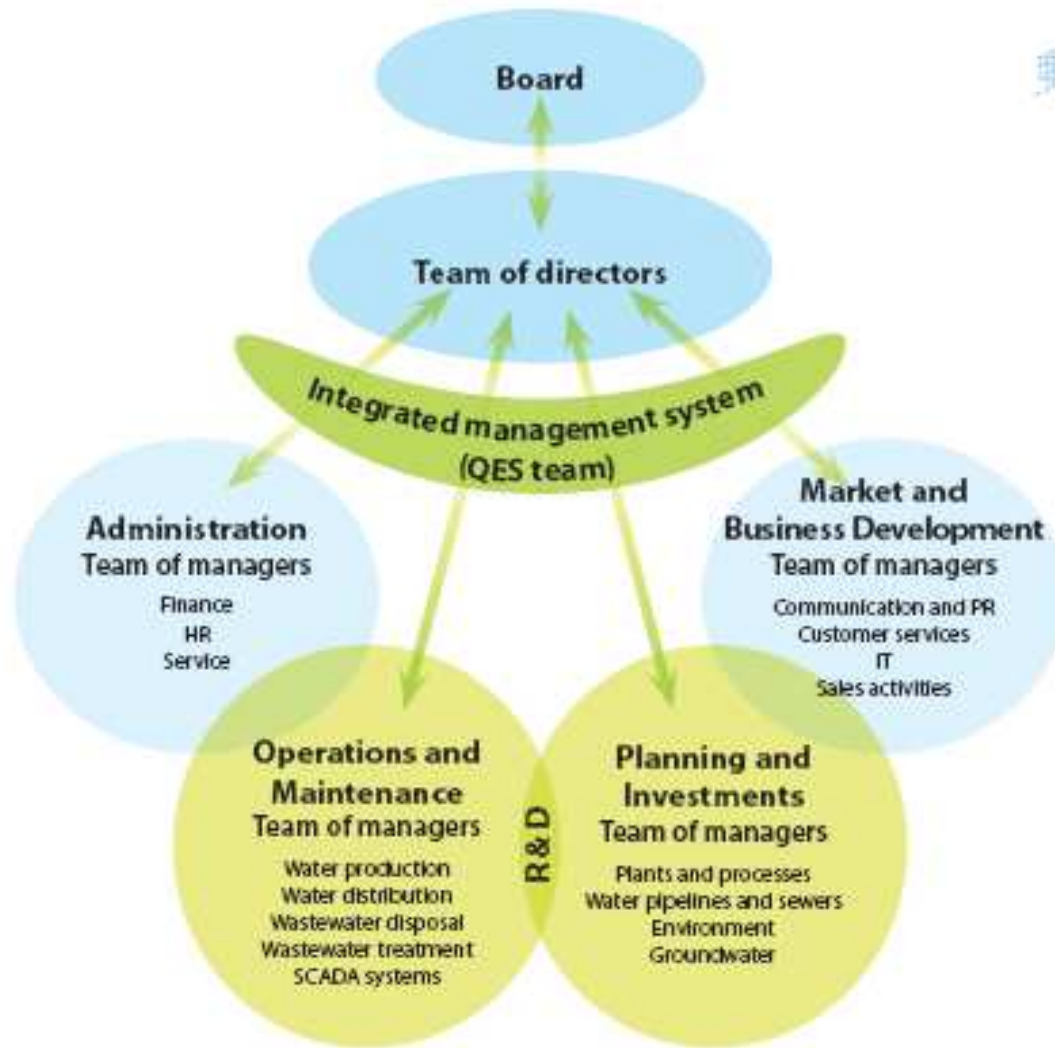 Board
Team of directors
Integrated management system
(QES team)
Administration
Team of managers
Finance
HR
Service
Market and
Business Development
Team of managers
Communication and PR
Customer services
IT
Sales activities
Operations and
Maintenance
Team of managers
Water production
Water distribution
Wastewater disposal
Wastewater treatment
SCADA systems
R&D
Planning and
Investments
Team of managers
Plants and processes
Water pipelines and sewers
Environment
Groundwater